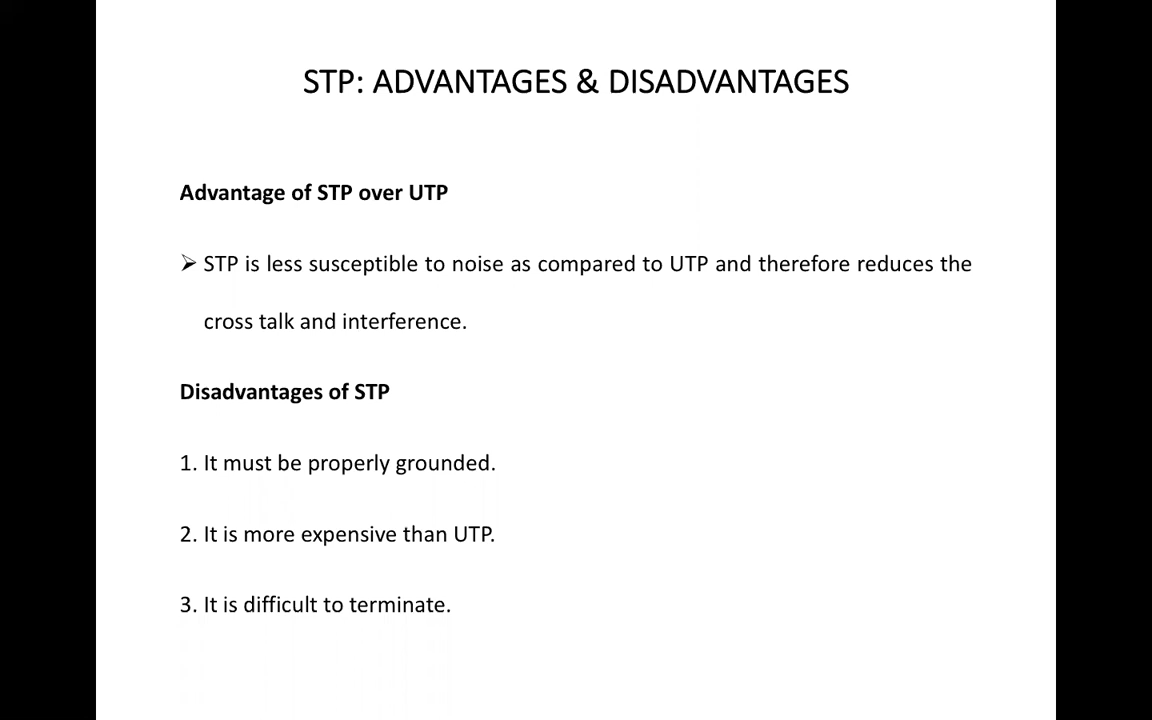 STP: ADVANTAGES & DISADVANTAGES
Advantage of STP over UTP
➢ STP is less susceptible to noise as compared to UTP and therefore reduces the
cross talk and interference.
Disadvantages of STP
1. It must be properly grounded.
2. It is more expensive than UTP.
3. It is difficult to terminate.